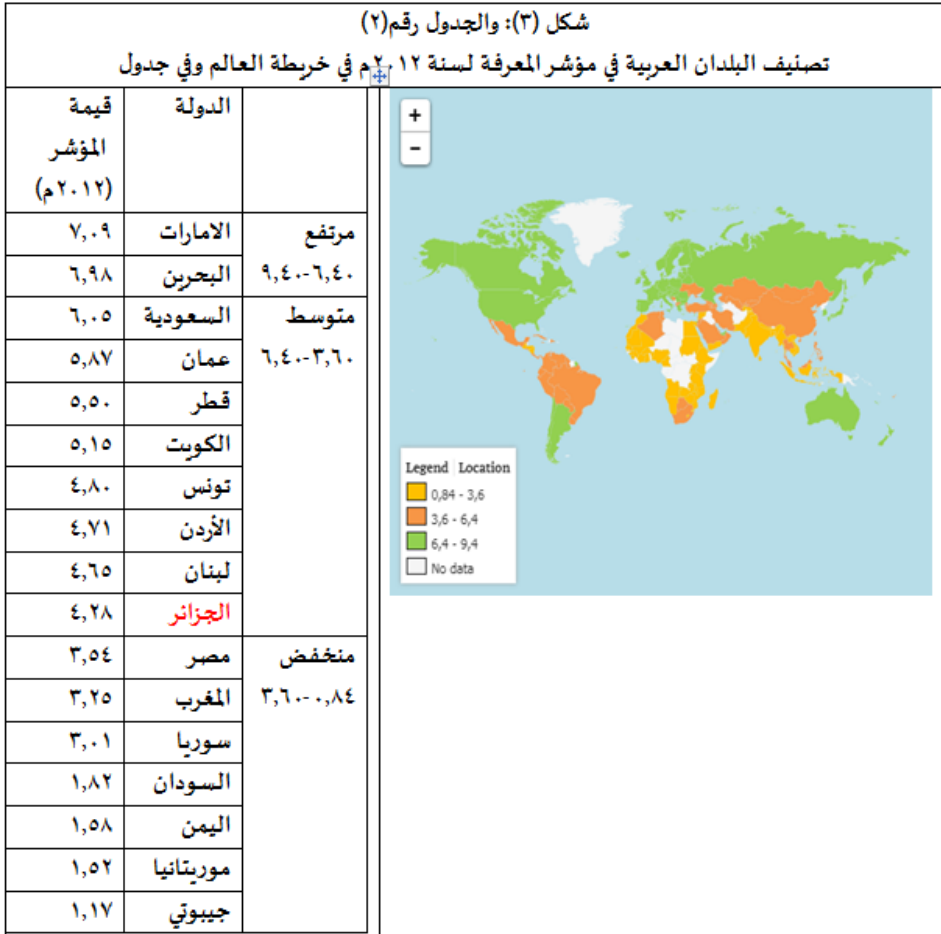 شكل (٣): والجدول رقم(٢)
تصنيف البلدان العربية في مؤشر المعرفة لسنة ٢٠١٢م في خريطة العالم وفي جدول
الدولة قيمة
المؤشر
(٢٠١٢م)
مرتفع الامارات ٧,٠٩
٦,٤٠-٩,٤٠ البحرين ٦,٩٨
متوسط السعودية ٦,٠٥
٣,٦٠-٦,٤٠ عمان ٥,٨٧
قطر ٥,٥٠
الكويت ٥,١٥
تونس ٤,٨٠
الأردن ٤,٧١
لبنان ٤,٦٥
الجزائر ٤,٢٨
منخفض مصر ٣,٥٤
٠,٨٤-٣,٦٠ المغرب ٣,٢٥
سوريا ٣,٠١
السودان ١,٨٢
اليمن ١,٥٨
موريتانيا ١,٥٢
جيبوتي ١,١٧
+
−
Legend Location
0,84 - 3,6
3,6 - 6,4
6,4 - 9,4
No data